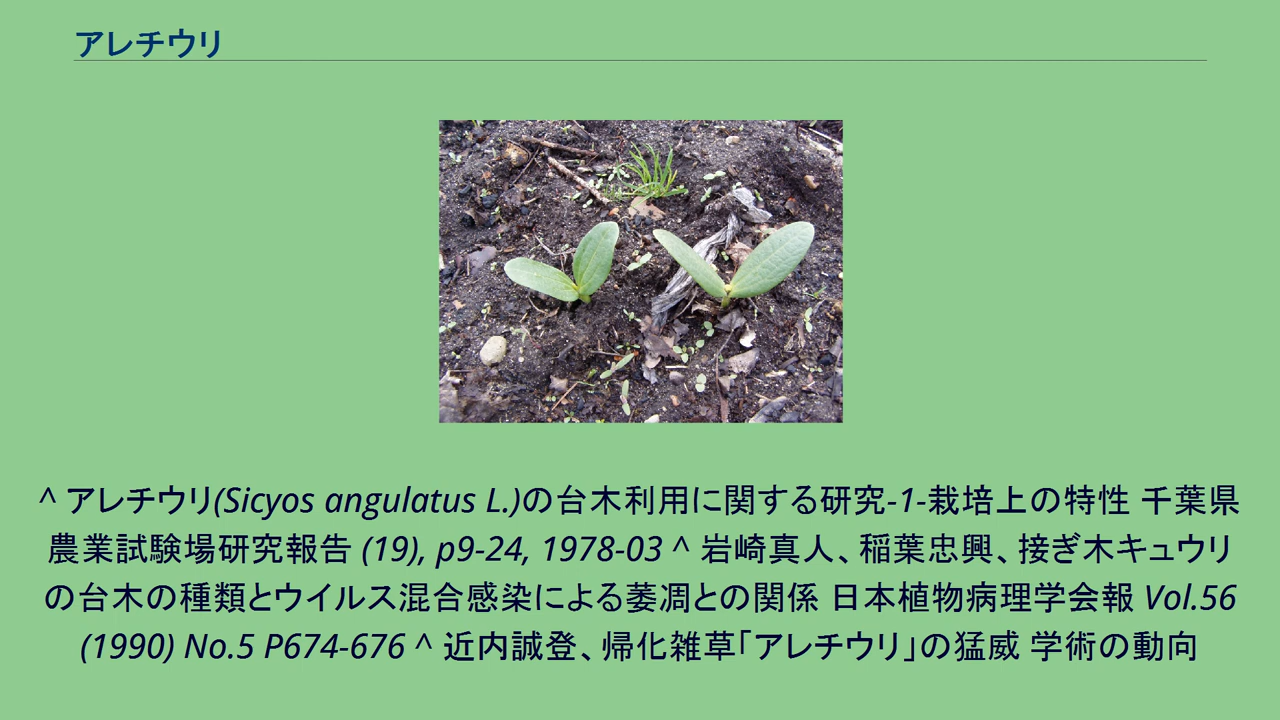 アレチウリ
^ アレチウリ(Sicyos angulatus L.)の台木利用に関する研究-1-栽培上の特性 千葉県
農業試験場研究報告 (19), p9-24, 1978-03 ^ 岩崎真人、稲葉忠興、接ぎ木キュウリ
の台木の種類とウイルス混合感染による萎凋との関係 日本植物病理学会報 Vol.56
(1990) No.5 P674-676 ^ 近内誠登、帰化雑草「アレチウリ」の猛威 学術の動向